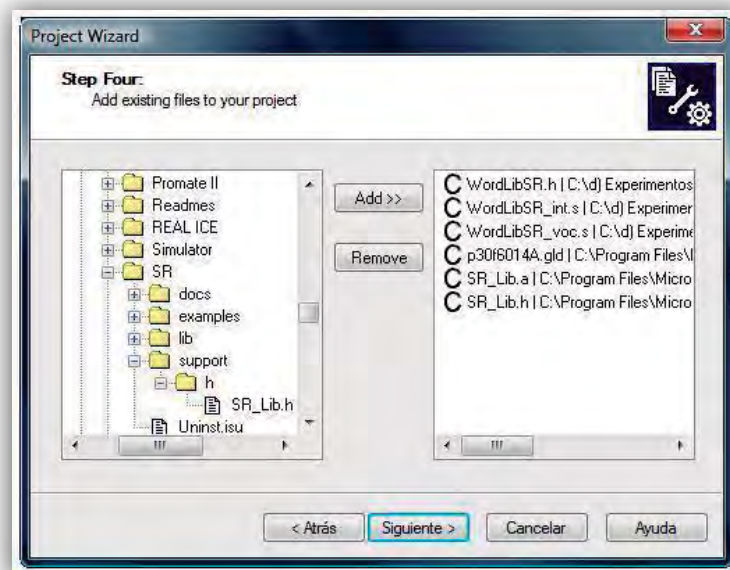 Project Wizard
Step Four:
Add existing files to your project
Promate II
Readmes
REAL ICE
Simulator
SR
docs
examples
lib
support
h
SR_Lib.h
Uninst.isu
Add >>
Remove
C WordLibSR.h | C:\d) Experimentos
C WordLibSR_int.s | C:\d) Experimer
C WordLibSR_voc.s | C:\d) Experime
C p30f6014A.gld | C:\Program Files\
C SR_Lib.a | C:\Program Files\Micro
C SR_Lib.h | C:\Program Files\Micro
< Atrás
Siguiente >
Cancelar
Ayuda